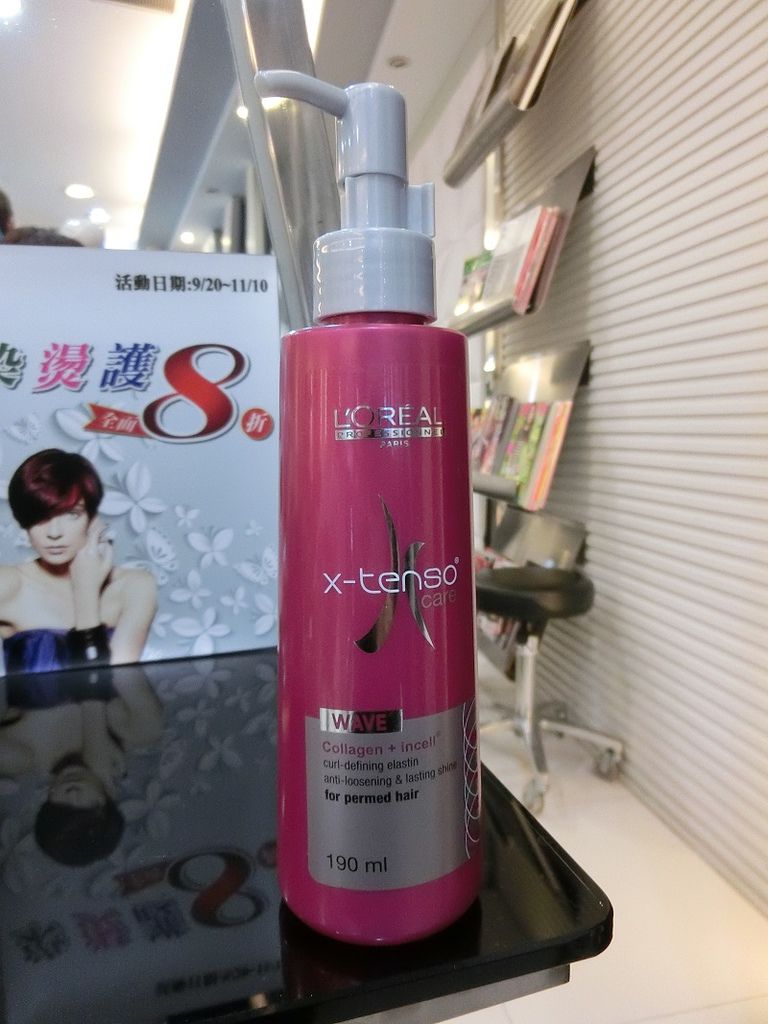 活動日期:9/20~11/10
染燙護8
全面
折
L'ORÉAL
PROFESSIONNEL
PARIS
x-tenso®
care
WAVE
Collagen + incell®
curl-defining elastin
anti-loosening & lasting shine
for permed hair
190 ml